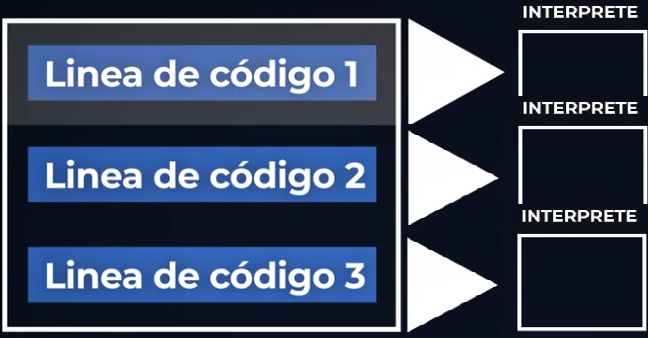 INTERPRETE
Linea de código 1
INTERPRETE
Linea de código 2
INTERPRETE
Linea de código 3